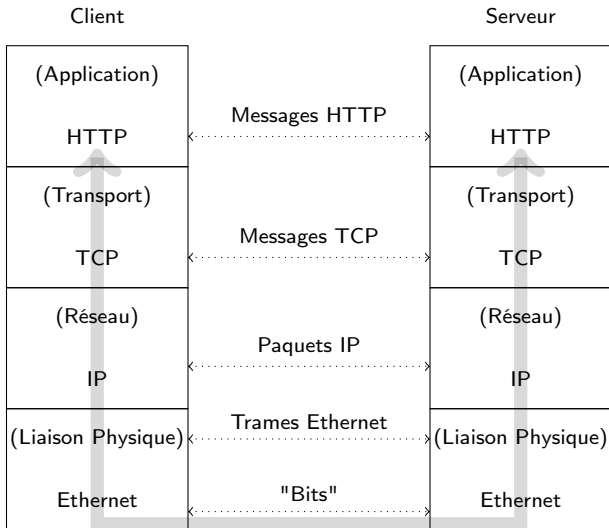 Client
Serveur
(Application)
(Application)
Messages HTTP
HTTP
HTTP
(Transport)
(Transport)
Messages TCP
TCP
TCP
(Réseau)
(Réseau)
Paquets IP
IP
IP
Trames Ethernet
(Liaison Physique)
(Liaison Physique)
"Bits"
Ethernet
Ethernet